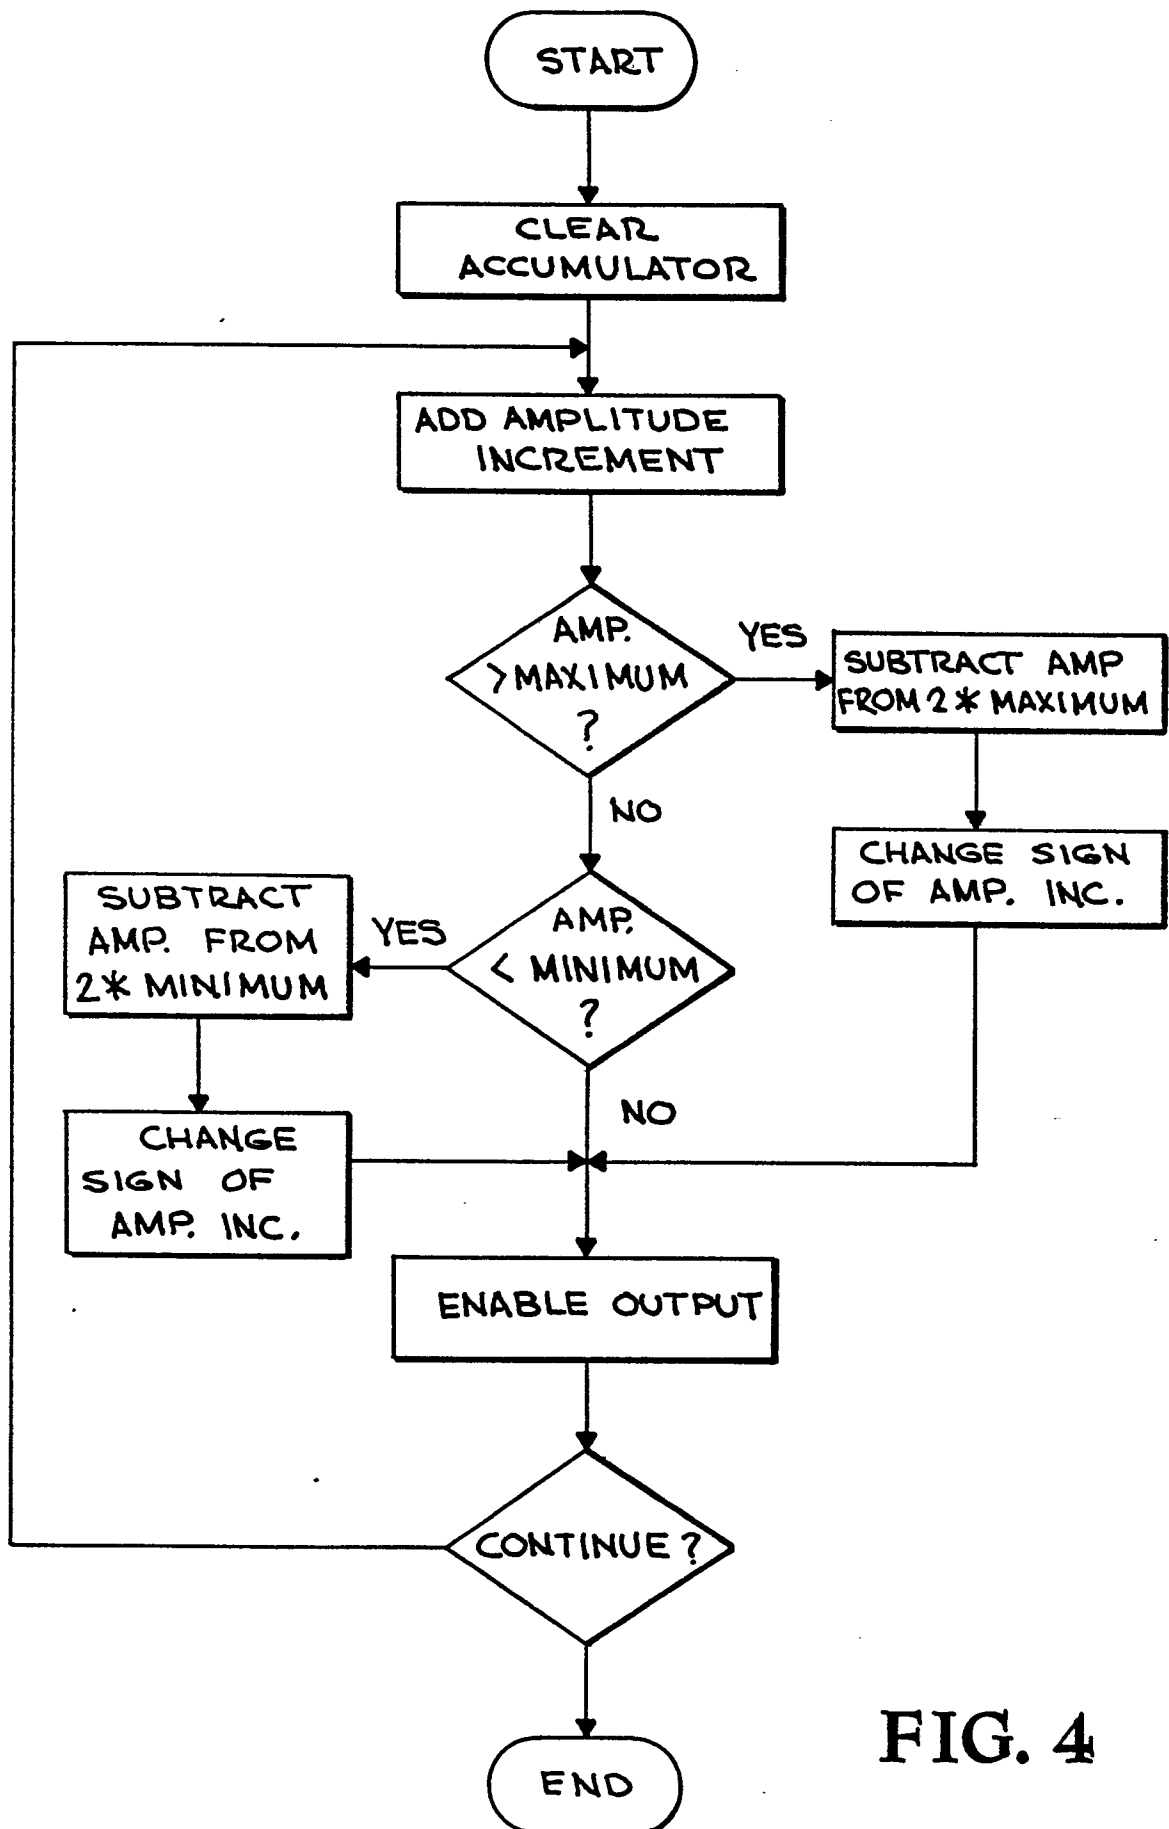 START
CLEAR
ACCUMULATOR
ADD AMPLITUDE
INCREMENT
AMP.
> MAXIMUM
?
YES
SUBTRACT AMP
FROM 2 * MAXIMUM
NO
CHANGE SIGN
OF AMP. INC.
SUBTRACT
AMP. FROM
2 * MINIMUM
YES
AMP.
< MINIMUM
?
NO
CHANGE
SIGN OF
AMP. INC.
ENABLE OUTPUT
CONTINUE ?
END
FIG. 4